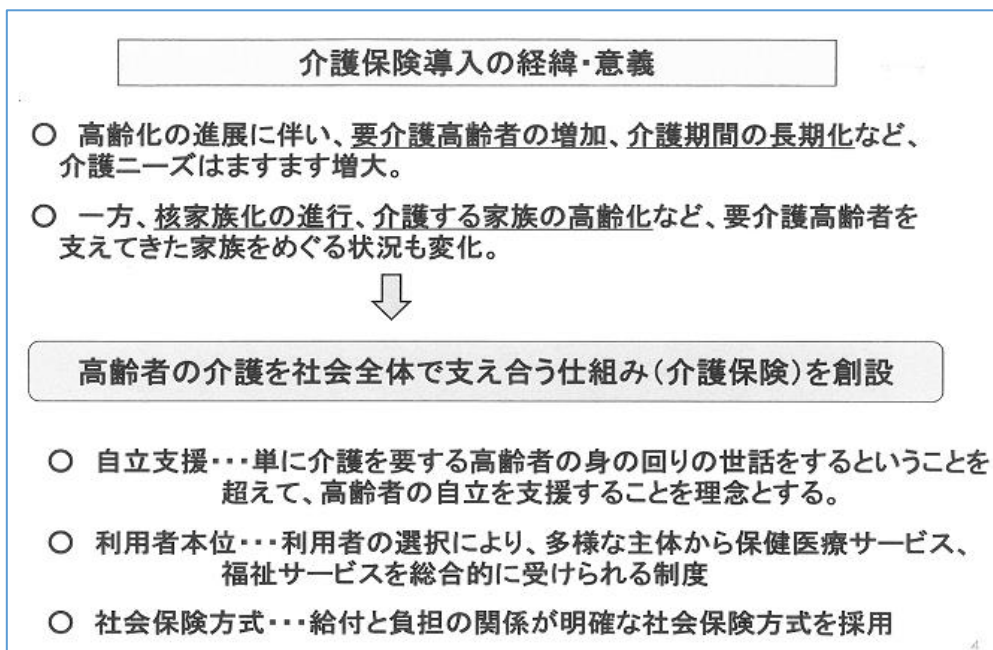 介護保険導入の経緯・意義
○ 高齢化の進展に伴い、要介護高齢者の増加、介護期間の長期化など、
介護ニーズはますます増大。
○ 一方、核家族化の進行、介護する家族の高齢化など、要介護高齢者を
支えてきた家族をめぐる状況も変化。
高齢者の介護を社会全体で支え合う仕組み(介護保険)を創設
○ 自立支援・・・単に介護を要する高齢者の身の回りの世話をするということを
超えて、高齢者の自立を支援することを理念とする。
○ 利用者本位・・・利用者の選択により、多様な主体から保健医療サービス、
福祉サービスを総合的に受けられる制度
○ 社会保険方式・・・給付と負担の関係が明確な社会保険方式を採用
4